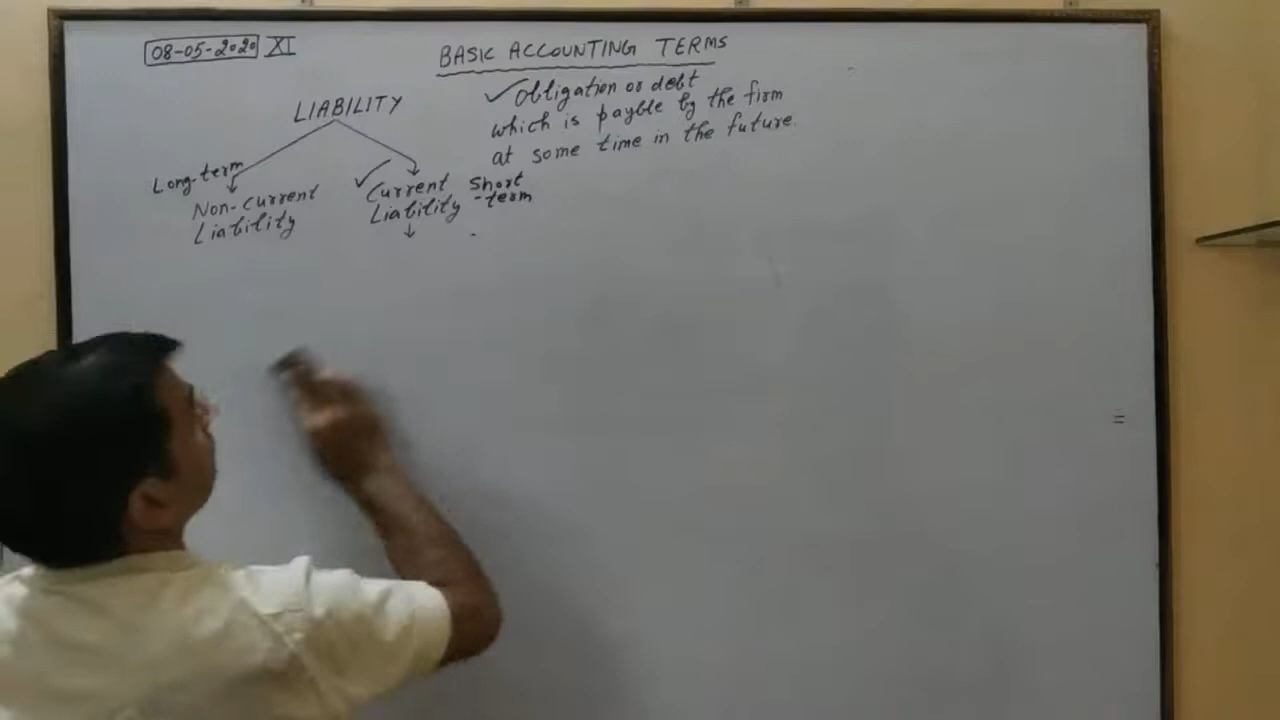 08-05-2020 XI
BASIC ACCOUNTING TERMS
LIABILITY
✓ Obligation or debt
which is payble by the firm
at some time in the future.
Long-term
Non-current
Liability
✓ Current
Liability
Short
-term
=